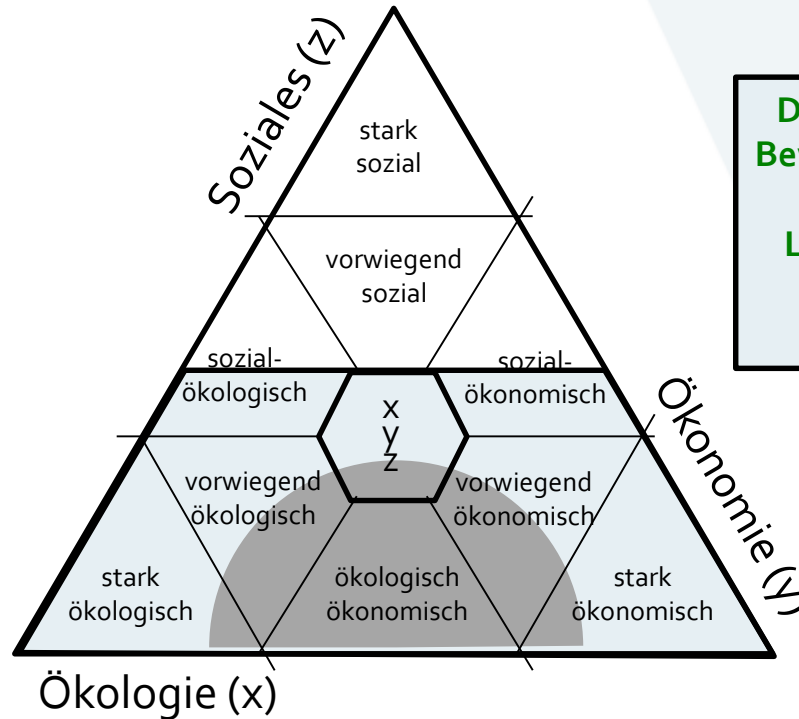 Soziales (z)
stark
sozial
vorwiegend
sozial
sozial-
ökologisch
sozial-
ökonomisch
x
y
z
vorwiegend
ökologisch
vorwiegend
ökonomisch
stark
ökologisch
ökologisch
ökonomisch
stark
ökonomisch
Ökonomie (y)
Ökologie (x)